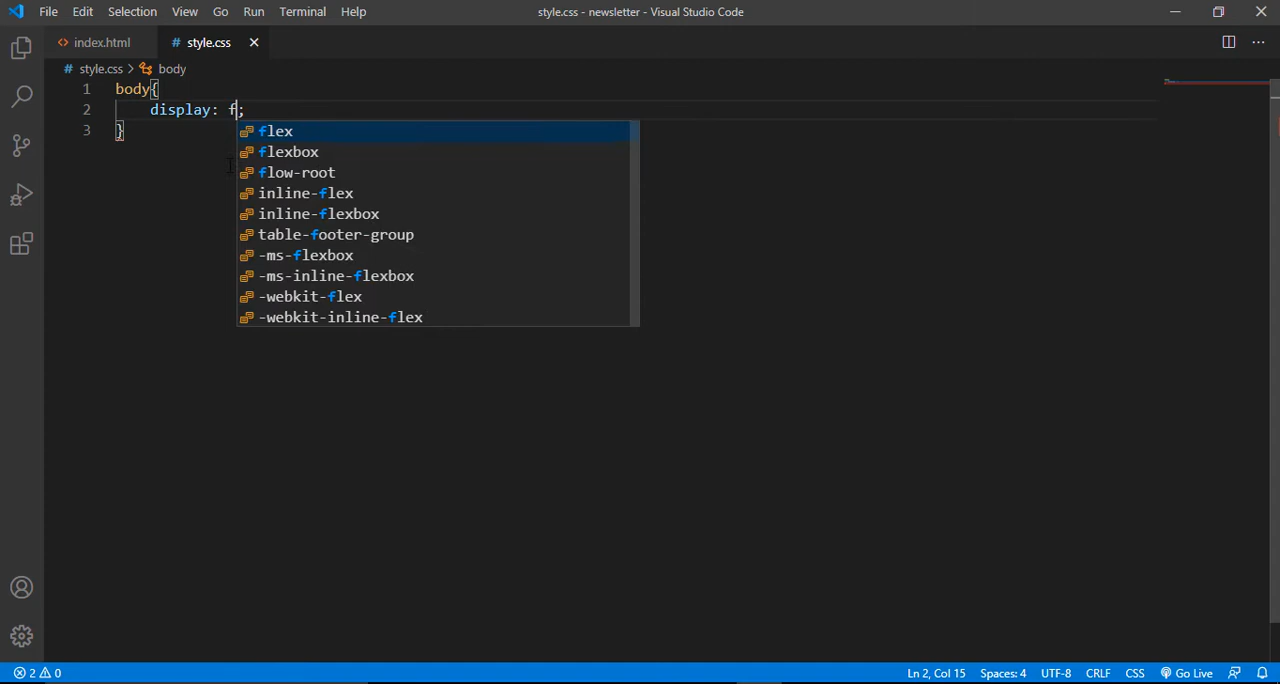 File Edit Selection View Go Run Terminal Help style.css - newsletter - Visual Studio Code
index.html style.css
style.css > body
1 body{
2 display: f;
3 }
flex
flexbox
flow-root
inline-flex
inline-flexbox
table-footer-group
-ms-flexbox
-ms-inline-flexbox
-webkit-flex
-webkit-inline-flex
2 0 Ln 2, Col 15 Spaces: 4 UTF-8 CRLF CSS Go Live